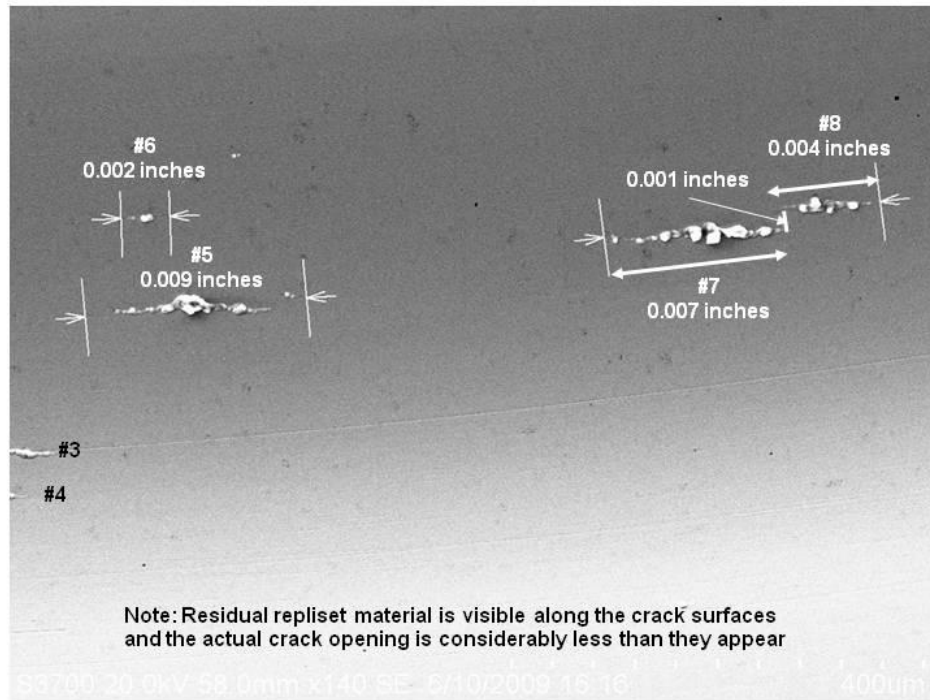 #6
0.002 inches
#8
0.004 inches
0.001 inches
#5
0.009 inches
#7
0.007 inches
#3
#4
Note: Residual repliset material is visible along the crack surfaces
and the actual crack opening is considerably less than they appear
S3700 20.0kV 58.0mm x140 SE 6/10/2009 15:16 400um